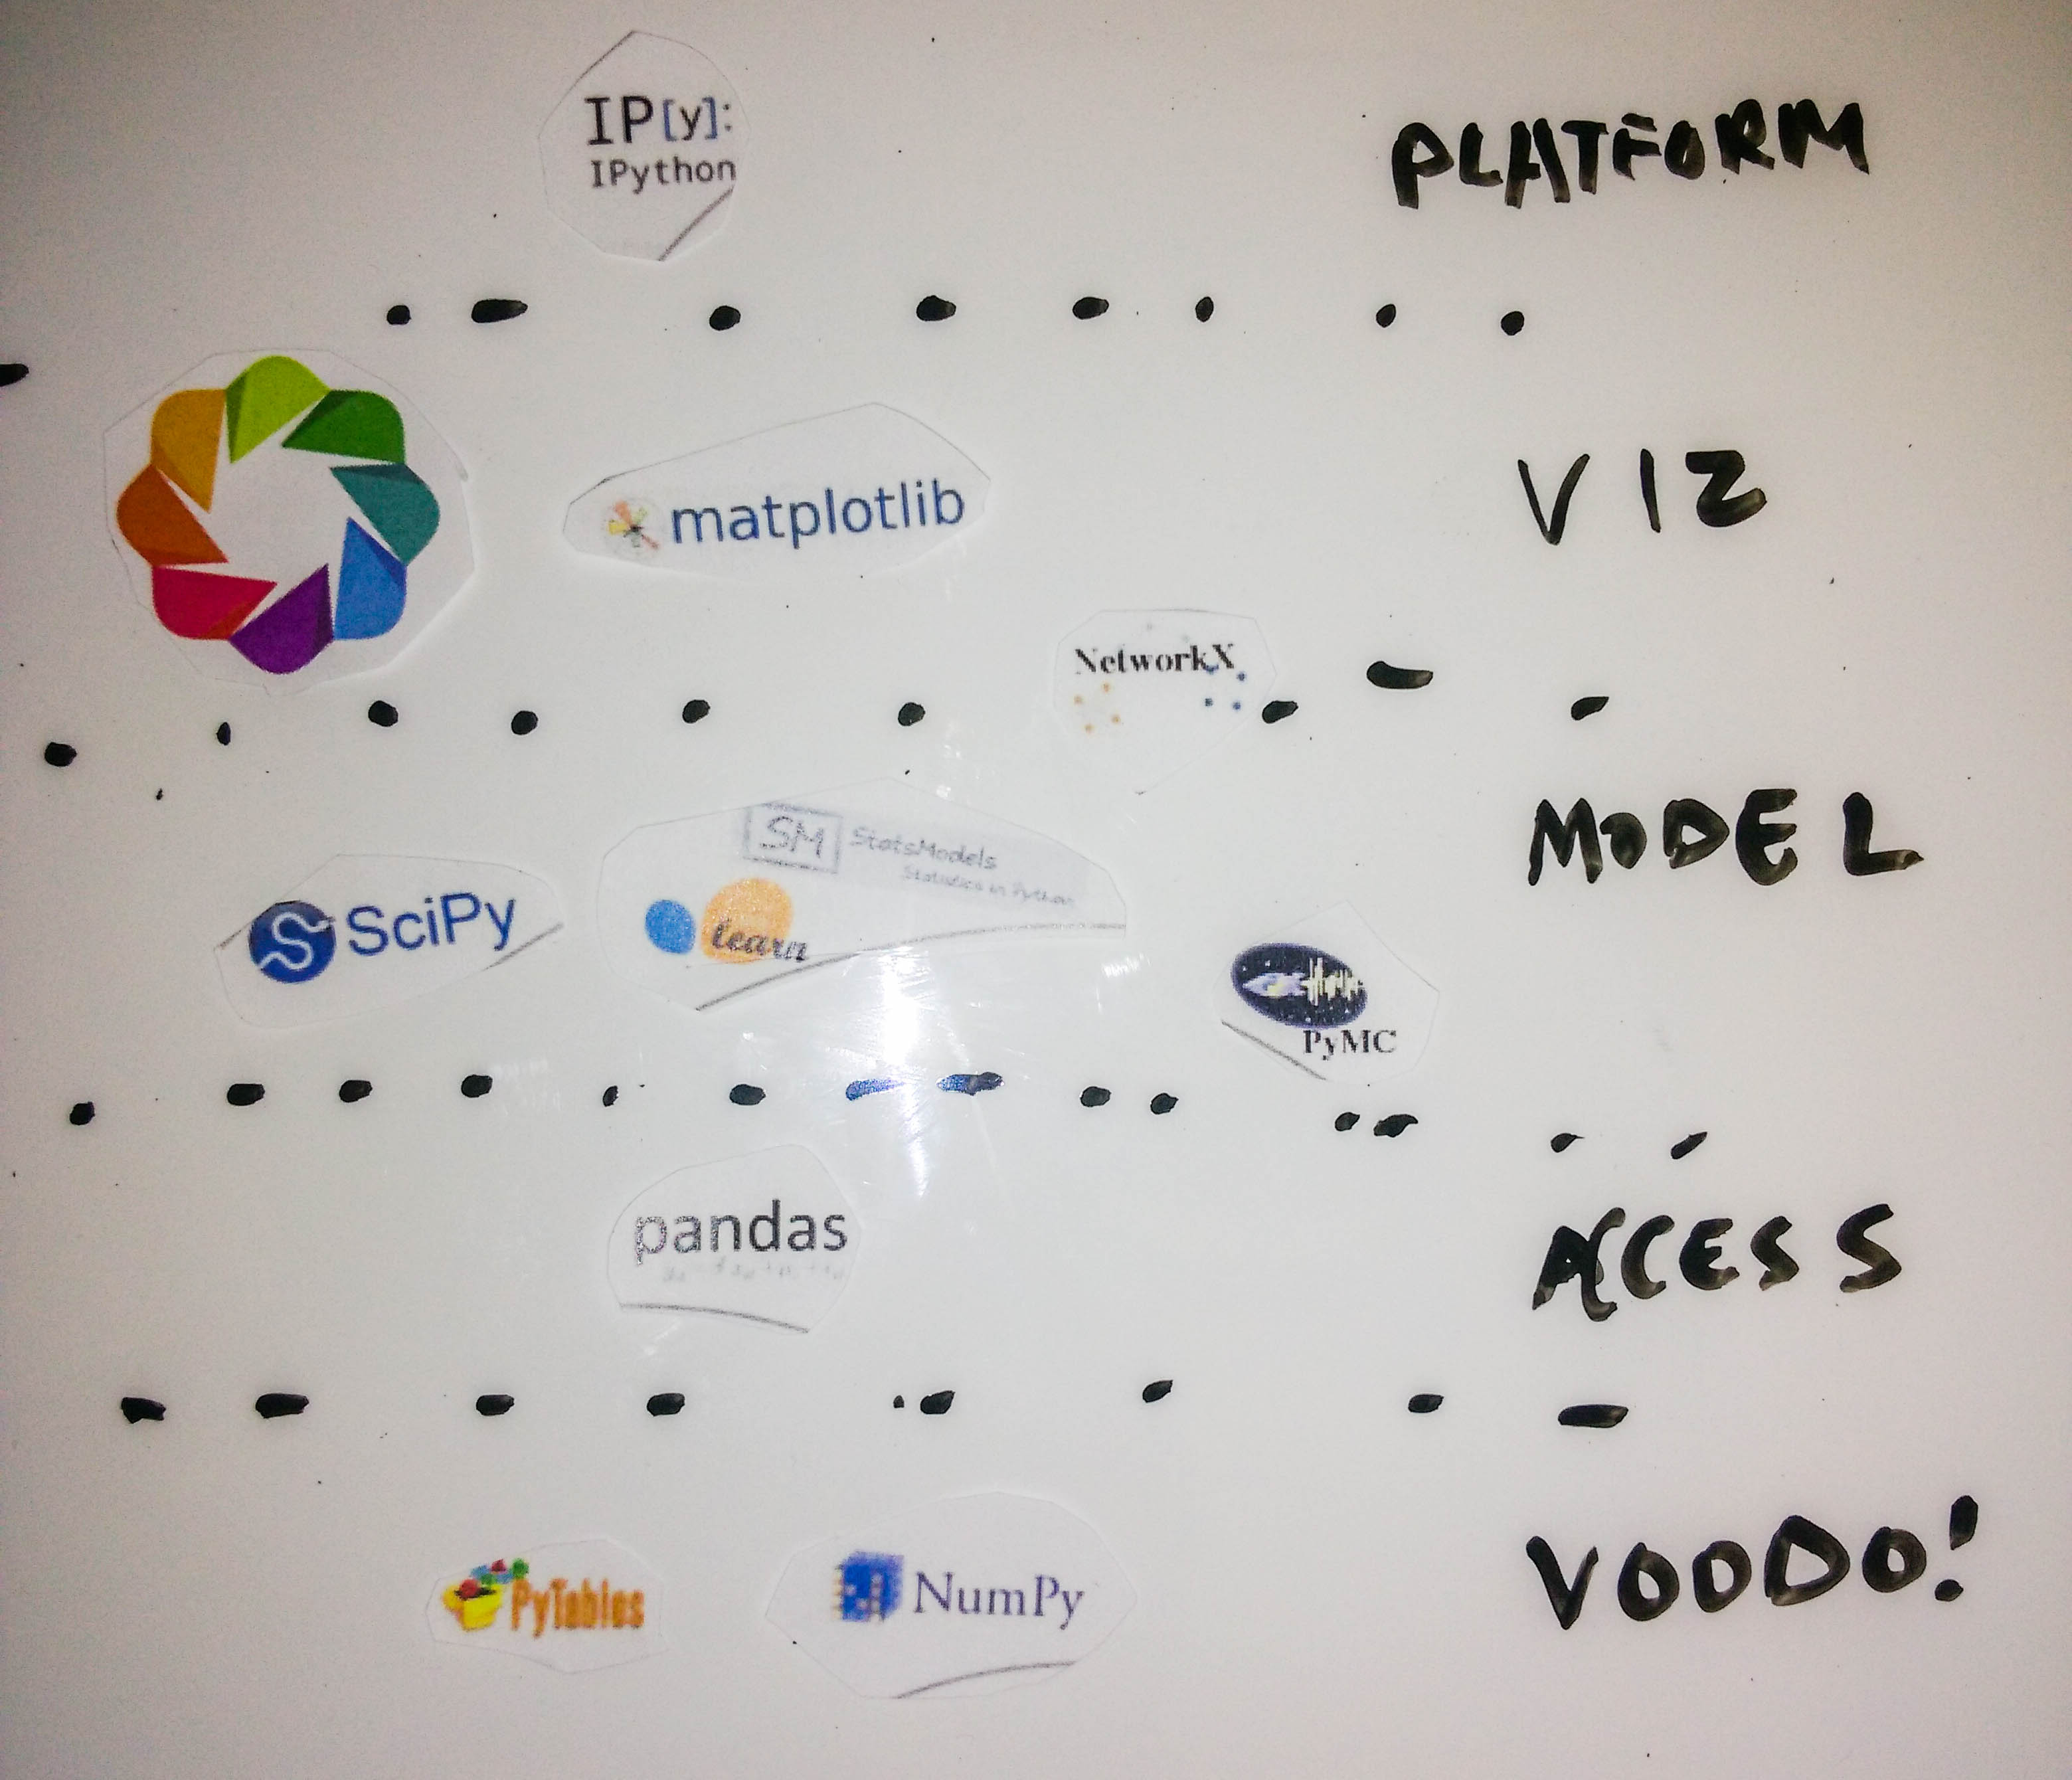 IP[y]:
IPython
PLATFORM
matplotlib
VIZ
NetworkX
SM StatsModels
Statistics in Python
MODEL
SciPy
learn
PyMC
pandas
ACCESS
PyTables
NumPy
VOODO!